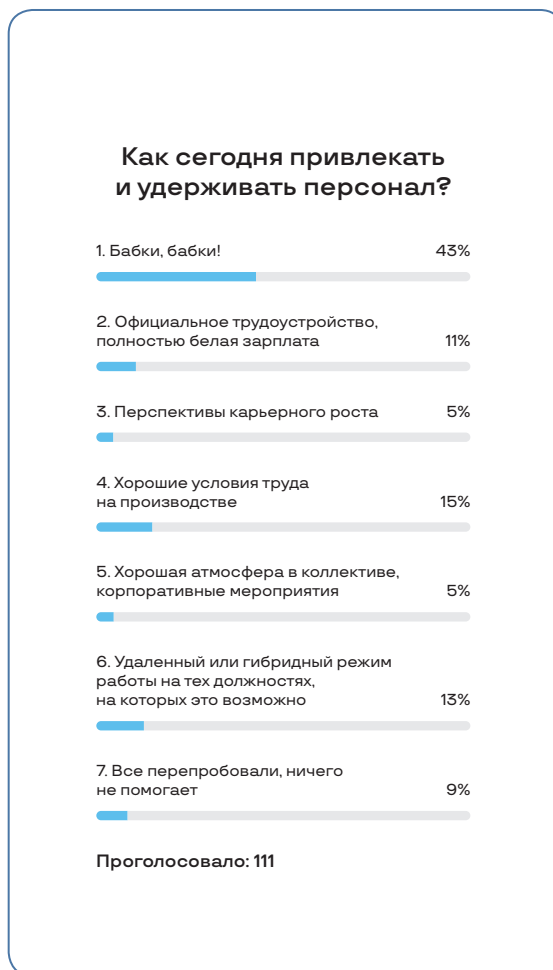 Как сегодня привлекать
и удерживать персонал?
1. Бабки, бабки! 43%
2. Официальное трудоустройство,
полностью белая зарплата 11%
3. Перспективы карьерного роста 5%
4. Хорошие условия труда
на производстве 15%
5. Хорошая атмосфера в коллективе,
корпоративные мероприятия 5%
6. Удаленный или гибридный режим
работы на тех должностях,
на которых это возможно 13%
7. Все перепробовали, ничего
не помогает 9%
Проголосовало: 111